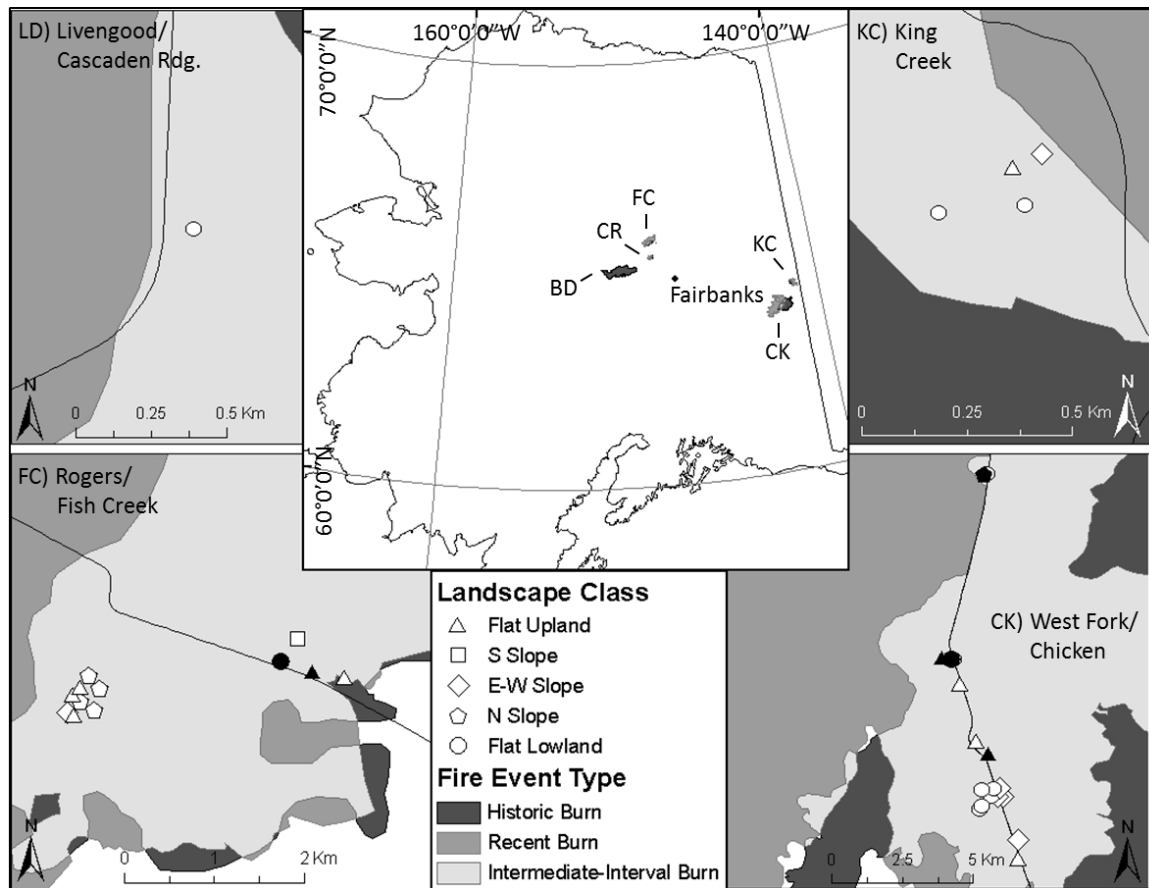 LD) Livengood/
Cascaden Rdg.
N
0 0.25 0.5 Km
160°0'0"W
140°0'0"W
70°0'0"N
60°0'0"N
FC
CR
BD
Fairbanks
KC
CK
KC) King
Creek
N
0 0.25 0.5 Km
FC) Rogers/
Fish Creek
N
0 1 2 Km
Landscape Class
Flat Upland
S Slope
E-W Slope
N Slope
Flat Lowland
Fire Event Type
Historic Burn
Recent Burn
Intermediate-Interval Burn
CK) West Fork/
Chicken
N
0 2.5 5 Km